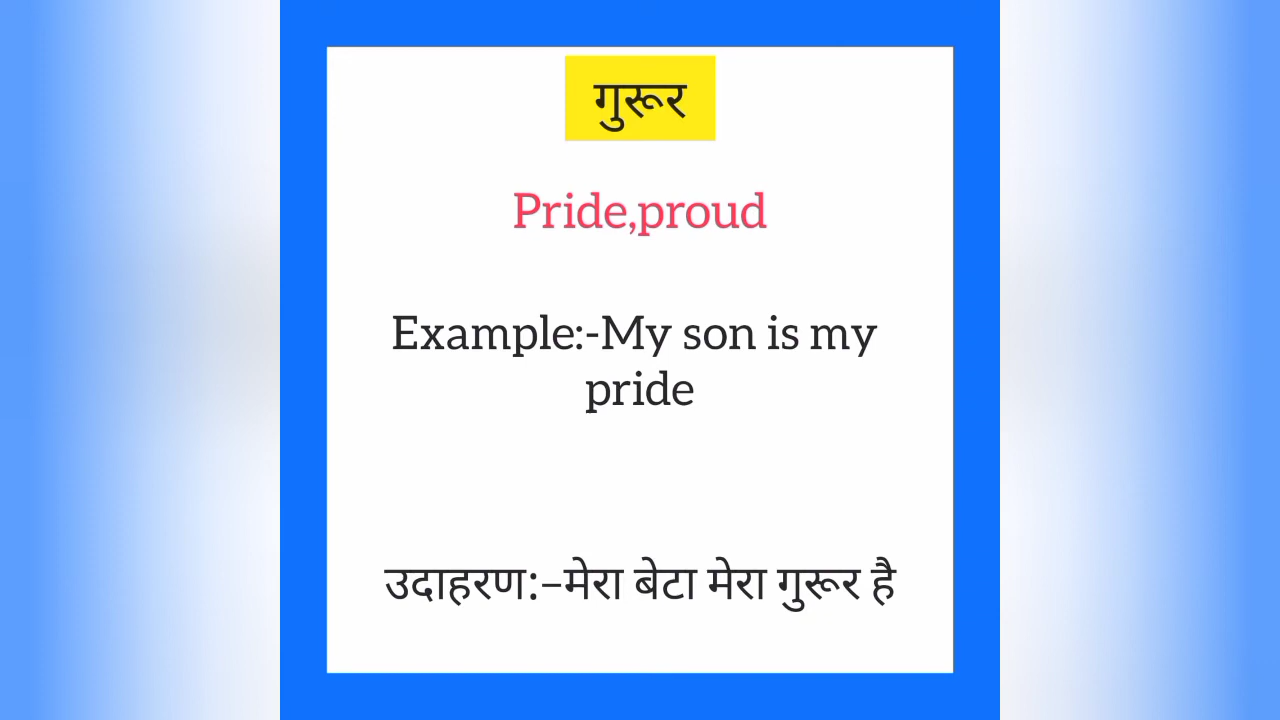 गुरूर
Pride,proud
Example:-My son is my
pride
उदाहरण:–मेरा बेटा मेरा गुरूर है